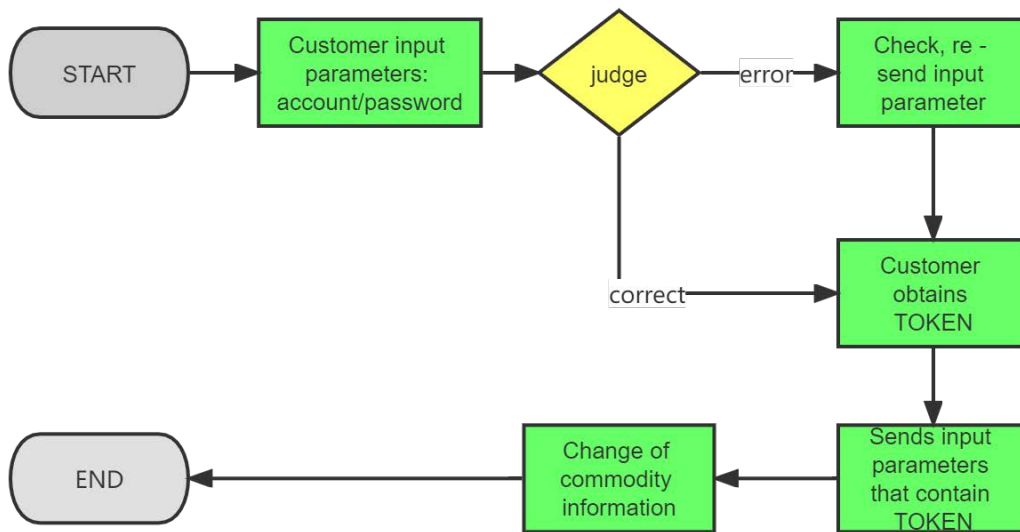 START
Customer input
parameters:
account/password
judge
error
Check, re -
send input
parameter
correct
Customer
obtains
TOKEN
END
Change of
commodity
information
Sends input
parameters
that contain
TOKEN